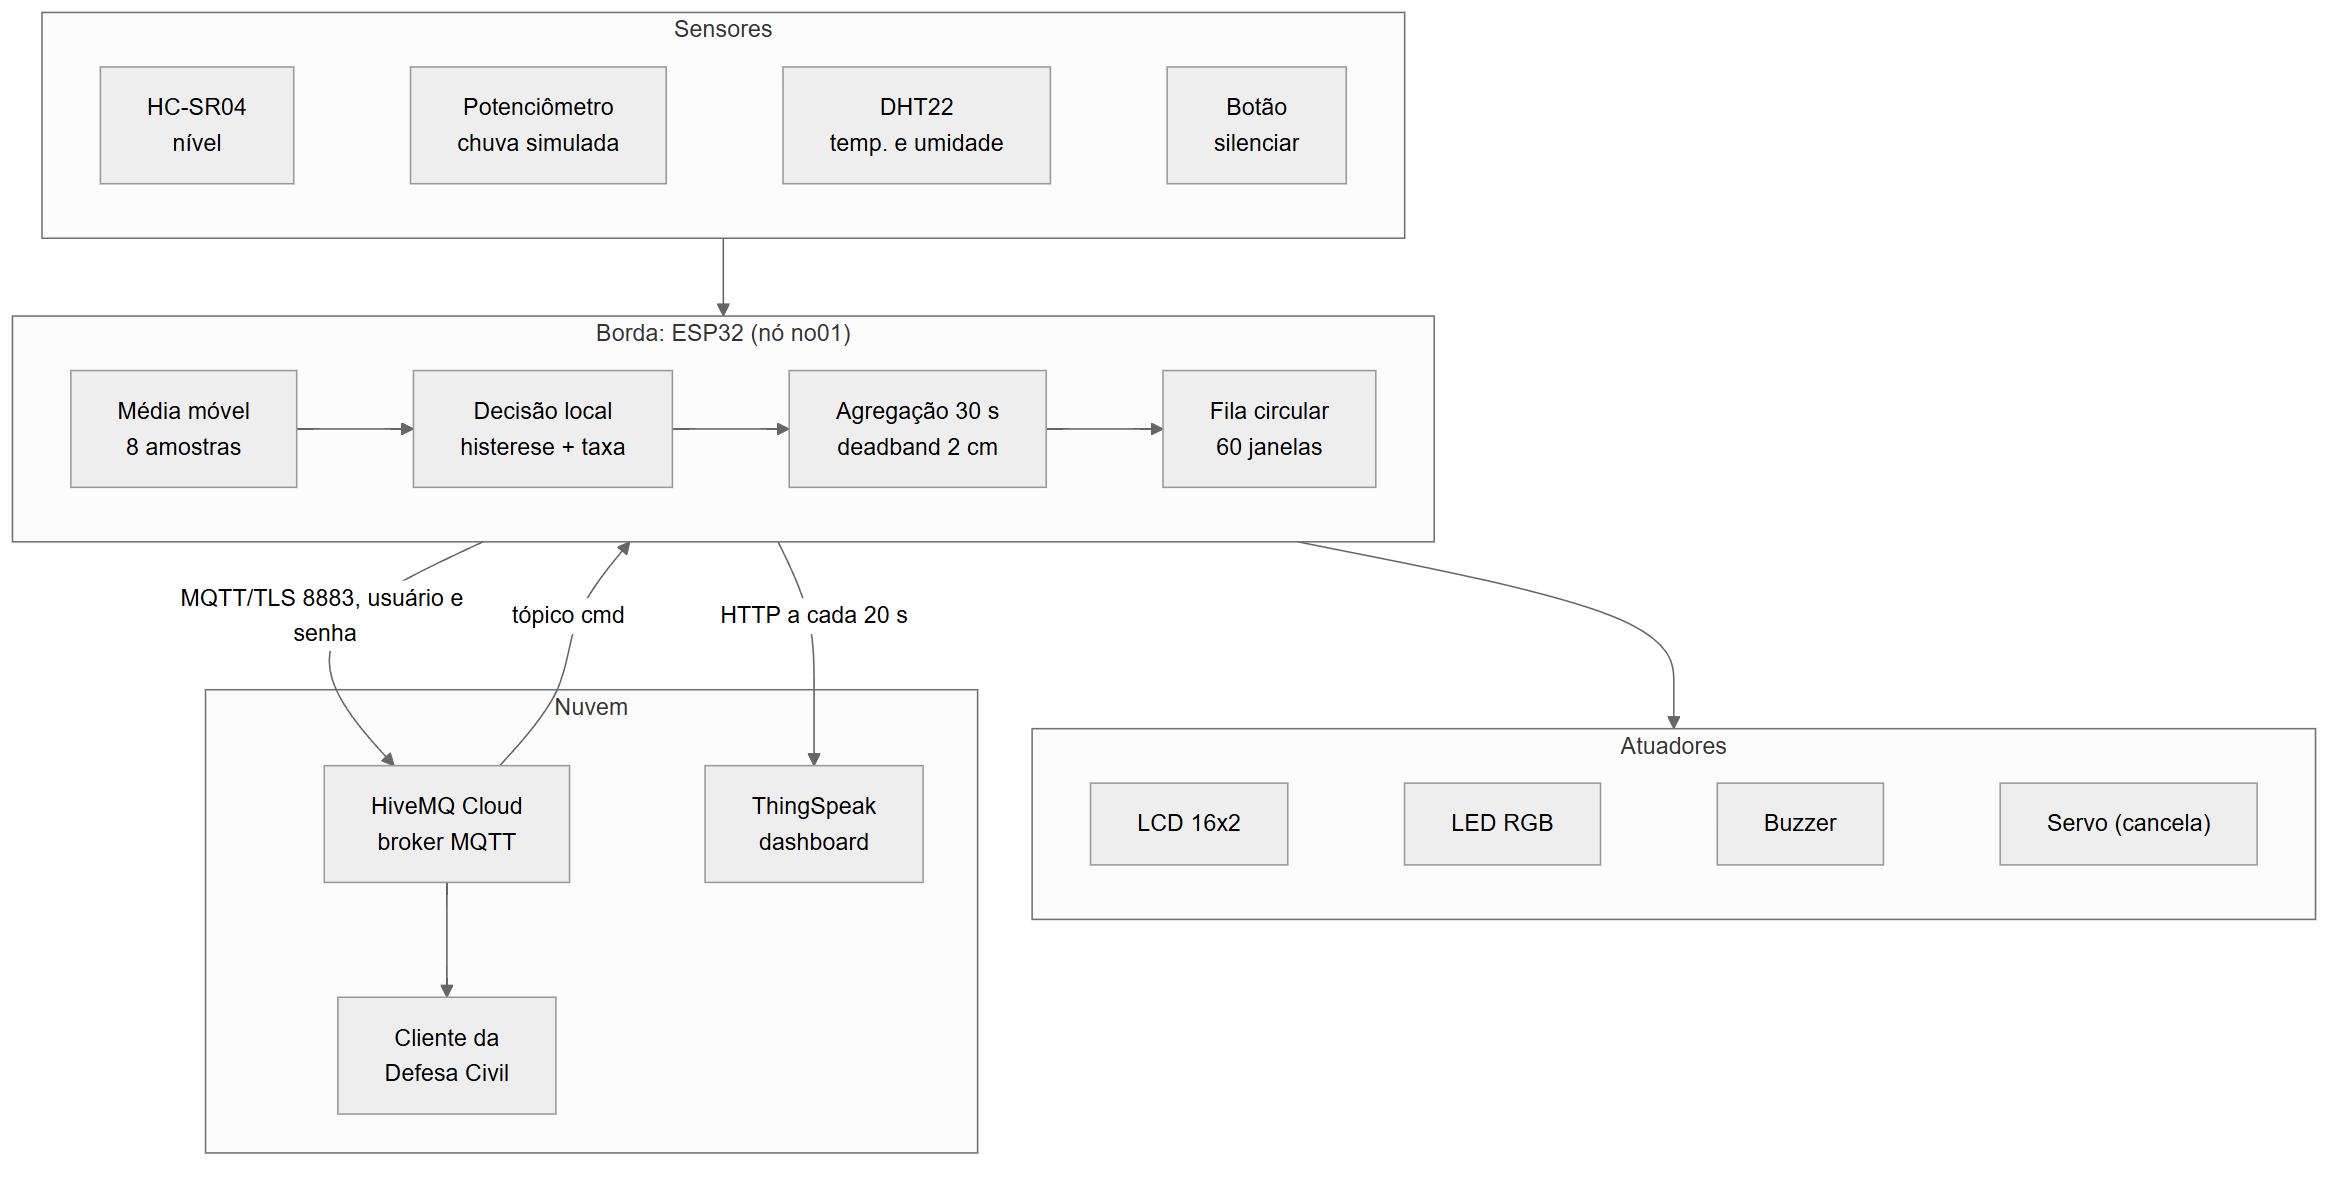 Sensores
HC-SR04
nível
Potenciômetro
chuva simulada
DHT22
temp. e umidade
Botão
silenciar
Borda: ESP32 (nó no01)
Média móvel
8 amostras
Decisão local
histerese + taxa
Agregação 30 s
deadband 2 cm
Fila circular
60 janelas
MQTT/TLS 8883, usuário e
senha
tópico cmd
HTTP a cada 20 s
Nuvem
HiveMQ Cloud
broker MQTT
ThingSpeak
dashboard
Cliente da
Defesa Civil
Atuadores
LCD 16x2
LED RGB
Buzzer
Servo (cancela)